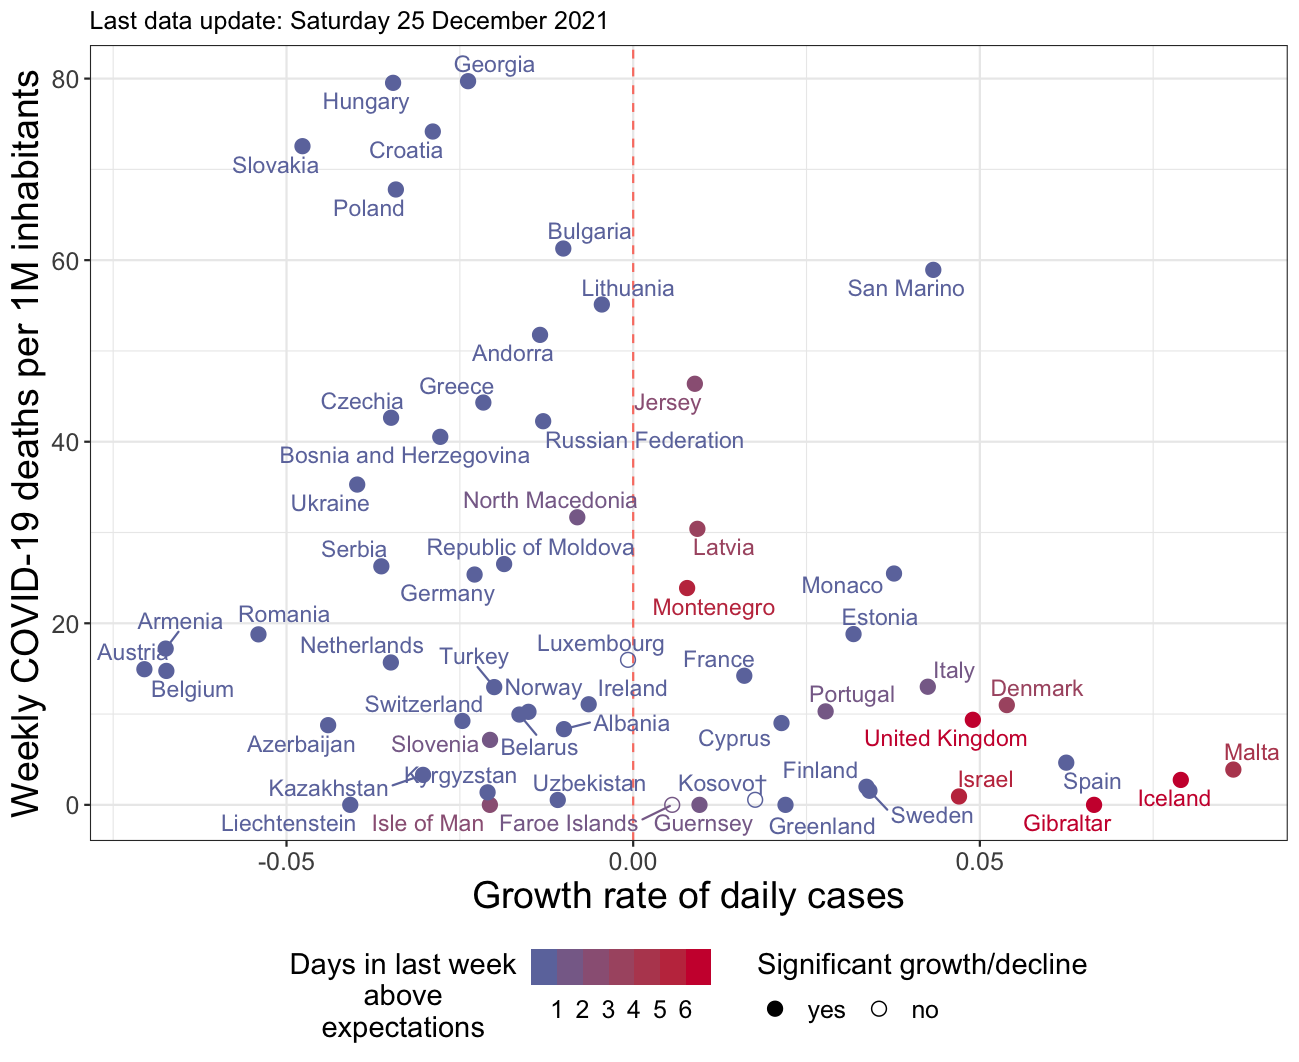 Last data update: Saturday 25 December 2021
Weekly COVID-19 deaths per 1M inhabitants
80
60
40
20
0
Georgia
Hungary
Croatia
Slovakia
Poland
Bulgaria
San Marino
Lithuania
Andorra
Greece
Czechia
Jersey
Russian Federation
Bosnia and Herzegovina
Ukraine
North Macedonia
Serbia
Republic of Moldova
Latvia
Germany
Monaco
Montenegro
Armenia
Romania
Estonia
Austria
Netherlands
Luxembourg
Turkey
France
Belgium
Norway
Ireland
Italy
Portugal
Denmark
Switzerland
Albania
Azerbaijan
Slovenia
Belarus
Cyprus
United Kingdom
Malta
Kazakhstan
Kyrgyzstan
Uzbekistan
Kosovo†
Finland
Israel
Spain
Iceland
Liechtenstein
Isle of Man
Faroe Islands
Guernsey
Greenland
Sweden
Gibraltar
-0.05
0.00
0.05
Growth rate of daily cases
Days in last week
above
expectations
1 2 3 4 5 6
Significant growth/decline
yes
no